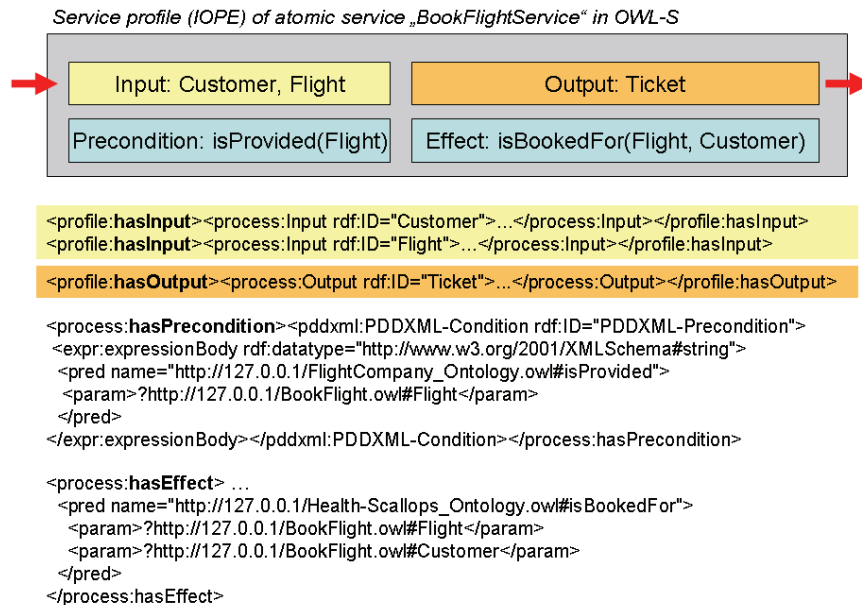 Service profile (IOPE) of atomic service „BookFlightService“ in OWL-S
Input: Customer, Flight
Output: Ticket
Precondition: isProvided(Flight)
Effect: isBookedFor(Flight, Customer)
<profile:hasInput><process:Input rdf:ID="Customer">...</process:Input></profile:hasInput>
<profile:hasInput><process:Input rdf:ID="Flight">...</process:Input></profile:hasInput>
<profile:hasOutput><process:Output rdf:ID="Ticket">...</process:Output></profile:hasOutput>
<process:hasPrecondition><pddxml:PDDXML-Condition rdf:ID="PDDXML-Precondition">
<expr:expressionBody rdf:datatype="http://www.w3.org/2001/XMLSchema#string">
<pred name="http://127.0.0.1/FlightCompany_Ontology.owl#isProvided">
<param>?http://127.0.0.1/BookFlight.owl#Flight</param>
</pred>
</expr:expressionBody></pddxml:PDDXML-Condition></process:hasPrecondition>
<process:hasEffect> ...
<pred name="http://127.0.0.1/Health-Scallops_Ontology.owl#isBookedFor">
<param>?http://127.0.0.1/BookFlight.owl#Flight</param>
<param>?http://127.0.0.1/BookFlight.owl#Customer</param>
</pred>
</process:hasEffect>